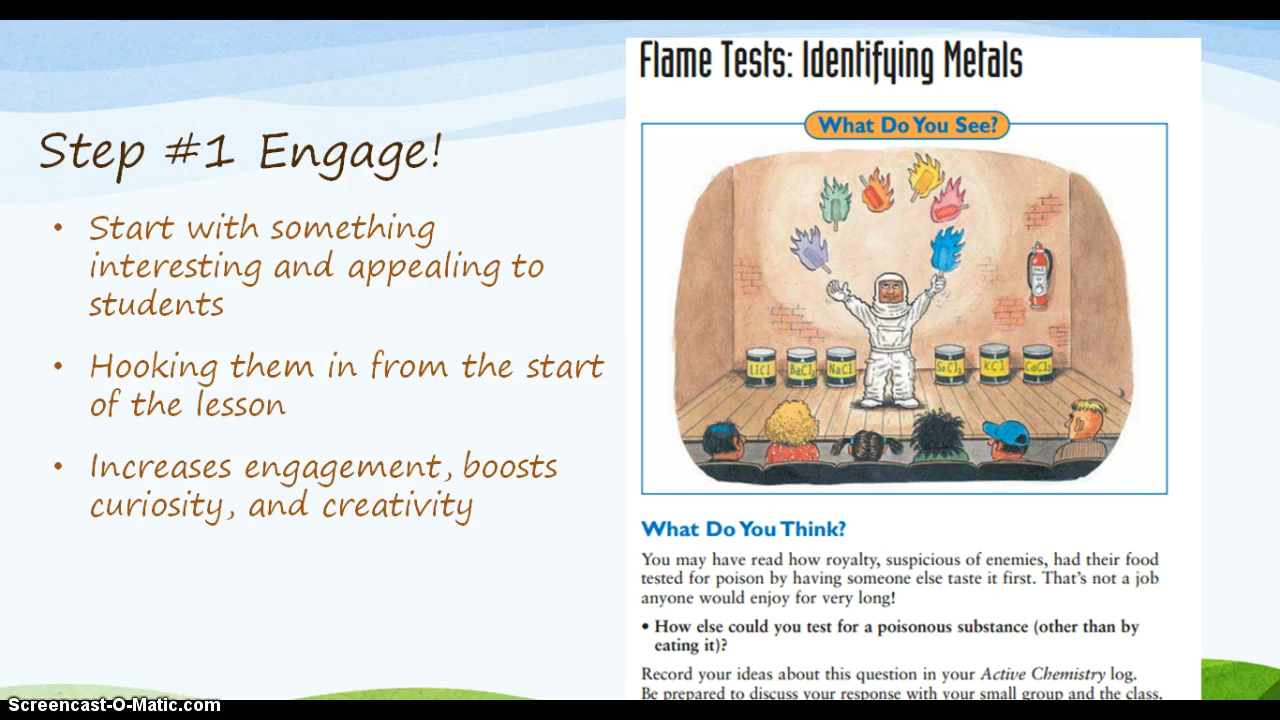 Step #1 Engage!
• Start with something
interesting and appealing to
students
• Hooking them in from the start
of the lesson
• Increases engagement, boosts
curiosity, and creativity
Flame Tests: Identifying Metals
What Do You See?
LiCl
BaCl2
NaCl
SrCl2
KCl
CaCl2
What Do You Think?
You may have read how royalty, suspicious of enemies, had their food
tested for poison by having someone else taste it first. That's not a job
anyone would enjoy for very long!
• How else could you test for a poisonous substance (other than by
eating it)?
Record your ideas about this question in your Active Chemistry log.
Be prepared to discuss your response with your small group and the class.
Screencast-O-Matic.com